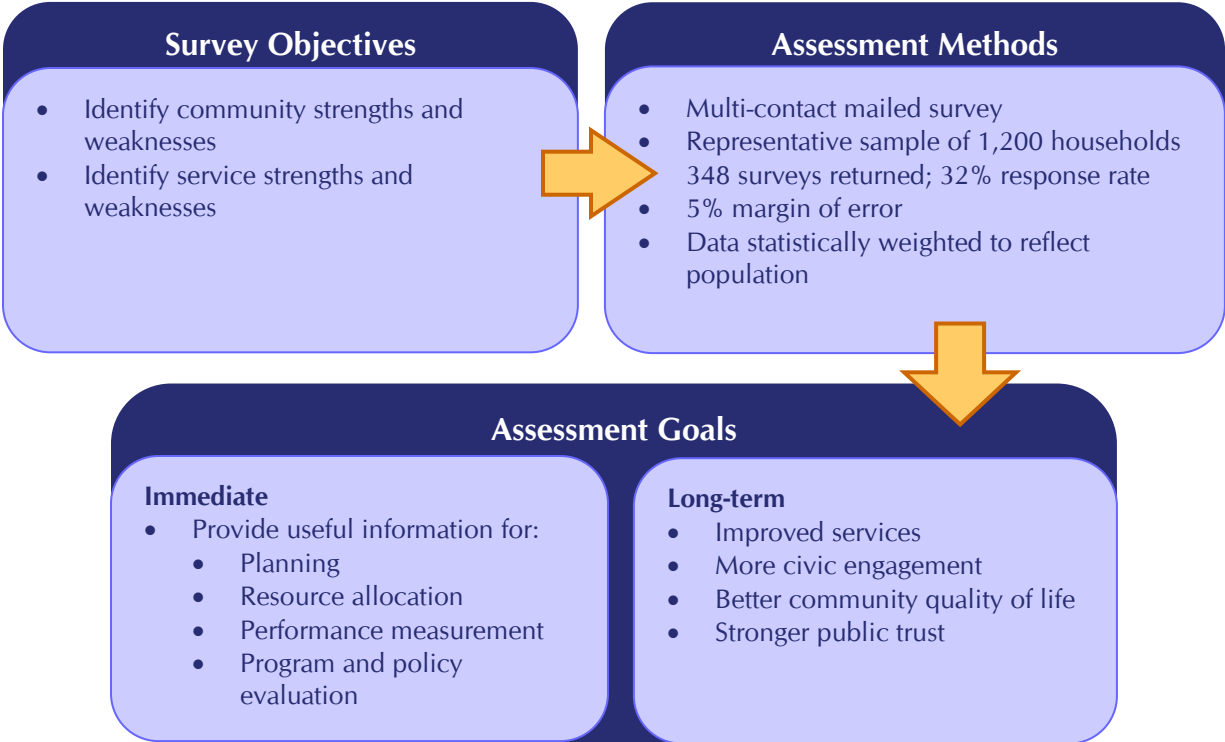 Survey Objectives
• Identify community strengths and
weaknesses
• Identify service strengths and
weaknesses
Assessment Methods
• Multi-contact mailed survey
• Representative sample of 1,200 households
348 surveys returned; 32% response rate
• 5% margin of error
• Data statistically weighted to reflect
population
Assessment Goals
Immediate
• Provide useful information for:
• Planning
• Resource allocation
• Performance measurement
• Program and policy
evaluation
Long-term
• Improved services
• More civic engagement
• Better community quality of life
• Stronger public trust